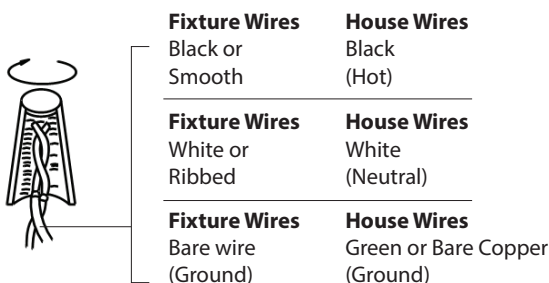 Fixture Wires House Wires
Black or Black
Smooth (Hot)
Fixture Wires House Wires
White or White
Ribbed (Neutral)
Fixture Wires House Wires
Bare wire Green or Bare Copper
(Ground) (Ground)